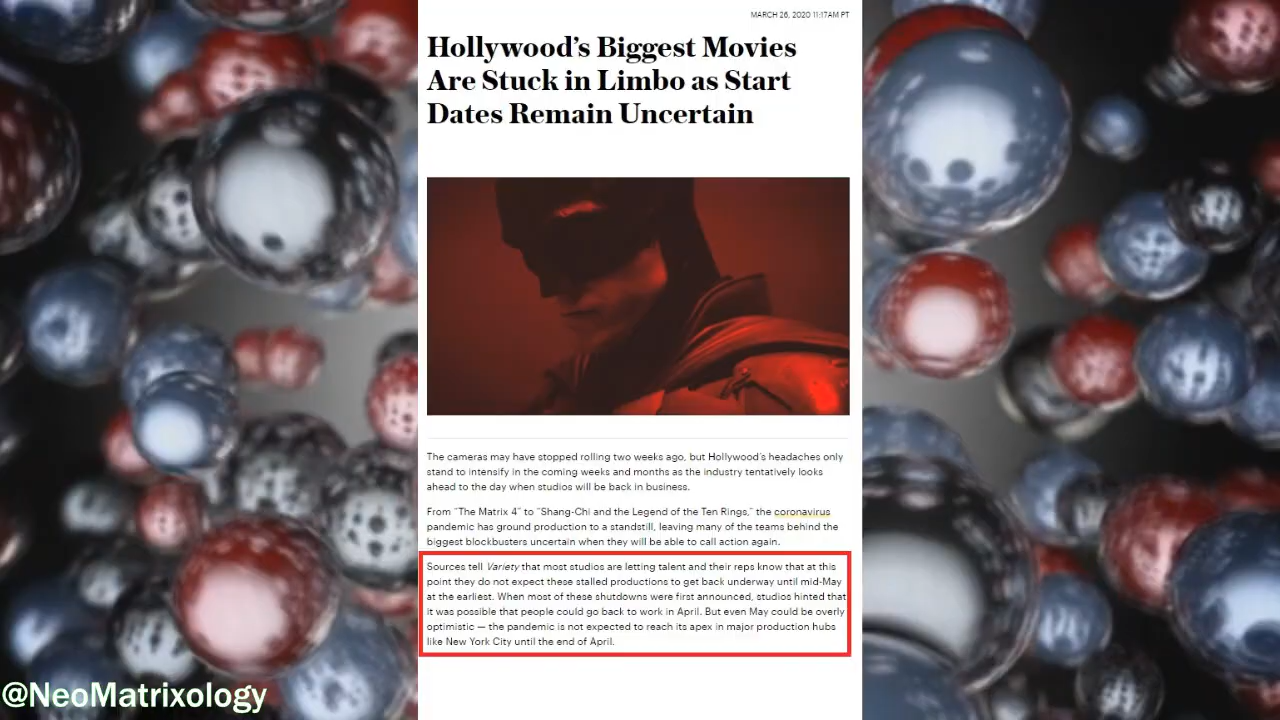 MARCH 26, 2020 11:17AM PT
Hollywood's Biggest Movies
Are Stuck in Limbo as Start
Dates Remain Uncertain
The cameras may have stopped rolling two weeks ago, but Hollywood's headaches only
stand to intensify in the coming weeks and months as the industry tentatively looks
ahead to the day when studios will be back in business.
From "The Matrix 4" to "Shang-Chi and the Legend of the Ten Rings," the coronavirus
pandemic has ground production to a standstill, leaving many of the teams behind the
biggest blockbusters uncertain when they will be able to call action again.
Sources tell Variety that most studios are letting talent and their reps know that at this
point they do not expect these stalled productions to get back underway until mid-May
at the earliest. When most of these shutdowns were first announced, studios hinted that
it was possible that people could go back to work in April. But even May could be overly
optimistic — the pandemic is not expected to reach its apex in major production hubs
like New York City until the end of April.
@NeoMatrixology